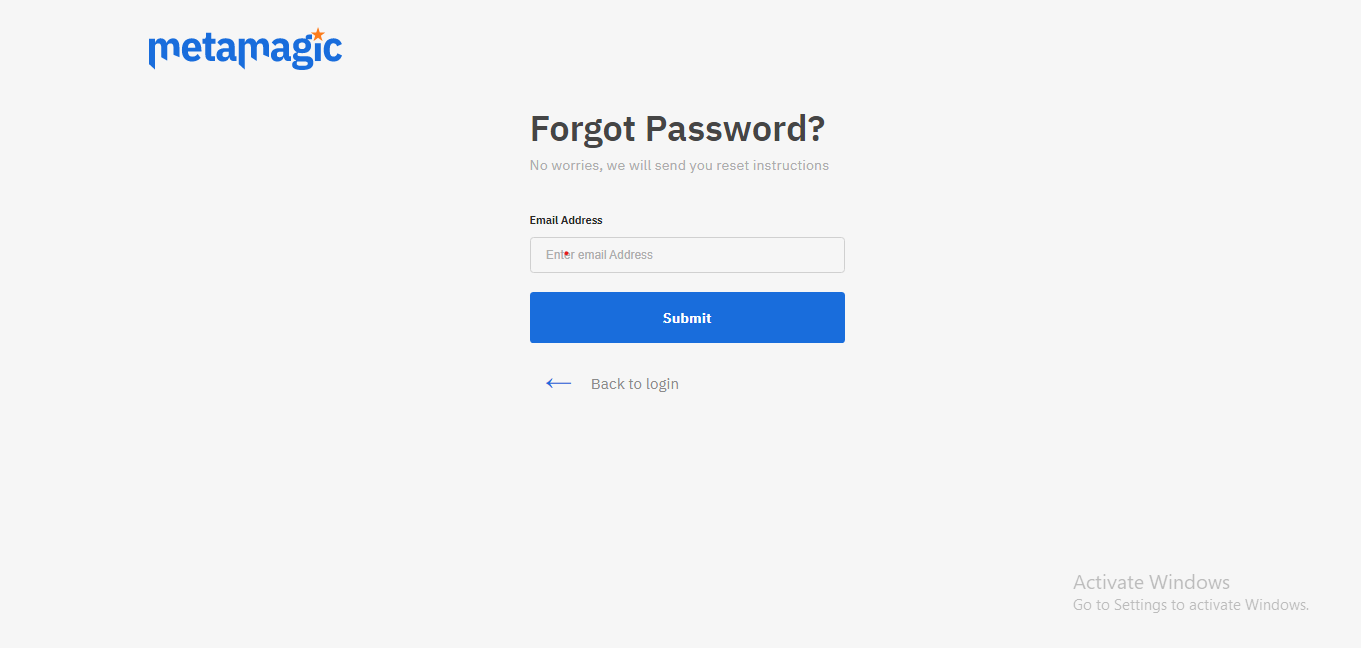 metamagic
Forgot Password?
No worries, we will send you reset instructions
Email Address
Enter email Address
Submit
Back to login
Activate Windows
Go to Settings to activate Windows.